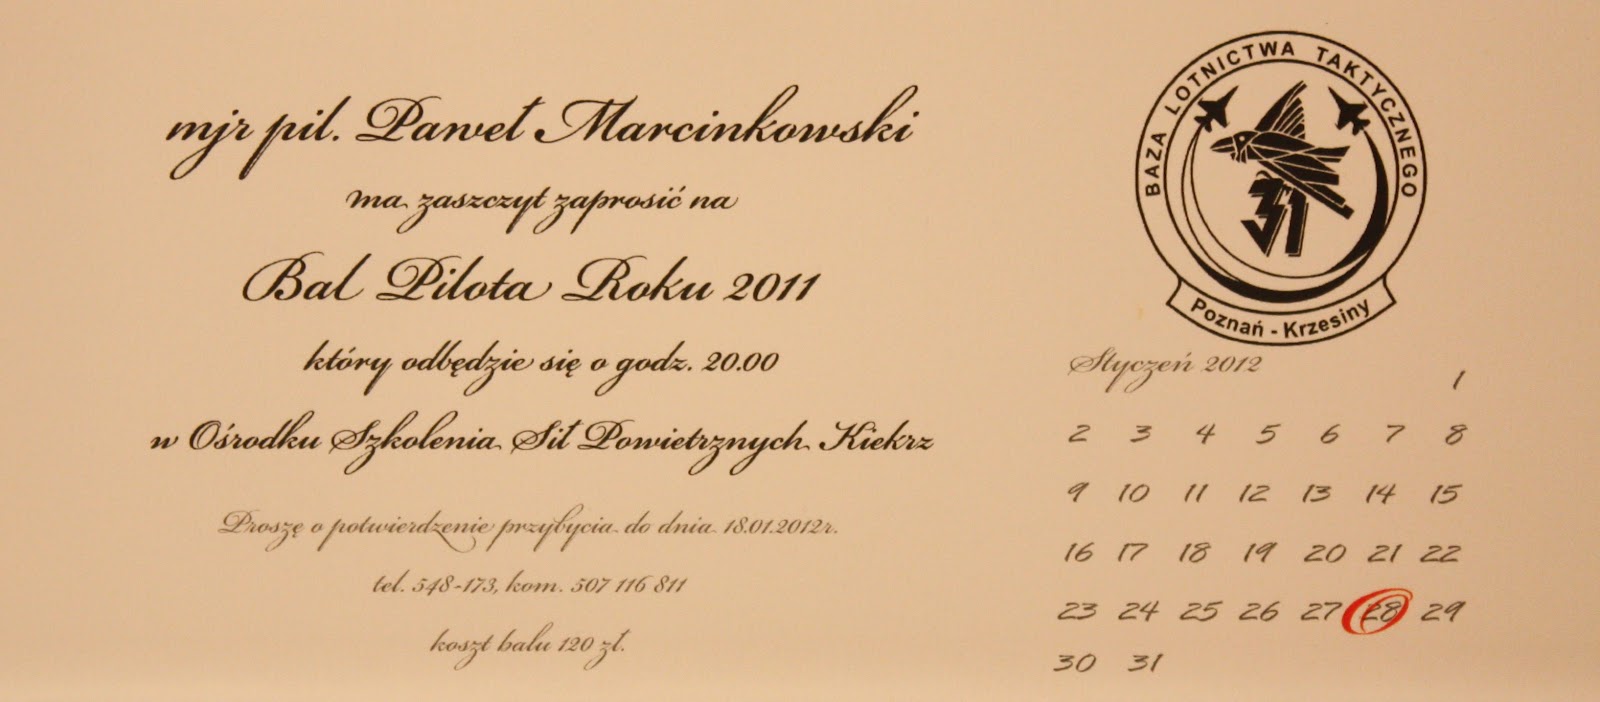 mjr pil. Paweł Marcinkowski
ma zaszczyt zaprosić na
Bal Pilota Roku 2011
który odbędzie się o godz. 20.00
w Ośrodku Szkolenia Sił Powietrznych Kiekrz
Proszę o potwierdzenie przybycia do dnia 18.01.2012r.
tel. 548-173, kom. 507 116 811
koszt balu 120 zł.
BAZA LOTNICTWA TAKTYCZNEGO
31
Poznań - Krzesiny
Styczeń 2012
1
2 3 4 5 6 7 8
9 10 11 12 13 14 15
16 17 18 19 20 21 22
23 24 25 26 27 28 29
30 31